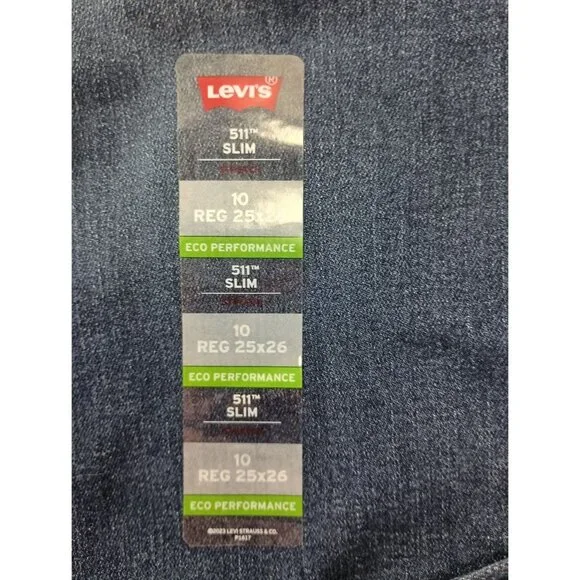 Levi's®
511™
SLIM
10
REG 25x26
ECO PERFORMANCE
511™
SLIM
10
REG 25x26
ECO PERFORMANCE
511™
SLIM
10
REG 25x26
ECO PERFORMANCE
©2023 LEVI STRAUSS & CO.
P1617